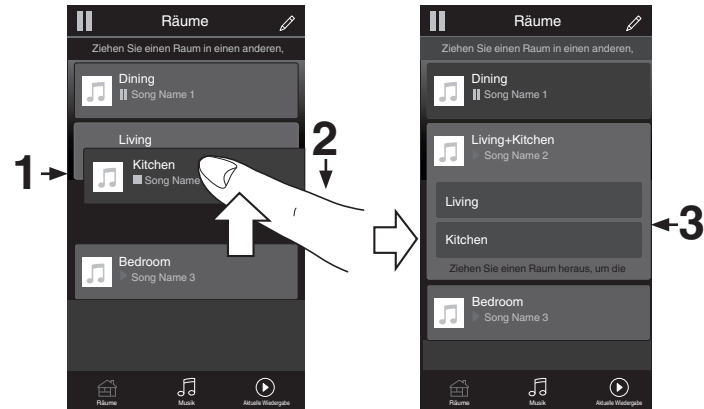 Räume
Ziehen Sie einen Raum in einen anderen,
Dining
Song Name 1
Living
Kitchen
Song Name
Bedroom
Song Name 3
Räume
Musik
Aktuelle Wiedergabe
1
2
Räume
Ziehen Sie einen Raum in einen anderen,
Dining
Song Name 1
Living+Kitchen
Song Name 2
Living
Kitchen
Ziehen Sie einen Raum heraus, um die
Bedroom
Song Name 3
Räume
Musik
Aktuelle Wiedergabe
3